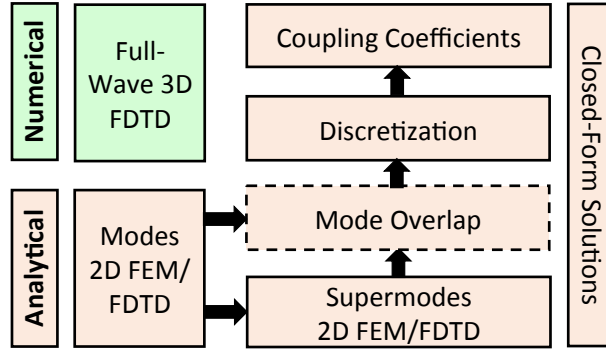 Numerical
Full-
Wave 3D
FDTD
Coupling Coefficients
Discretization
Mode Overlap
Analytical
Modes
2D FEM/
FDTD
Supermodes
2D FEM/FDTD
Closed-Form Solutions